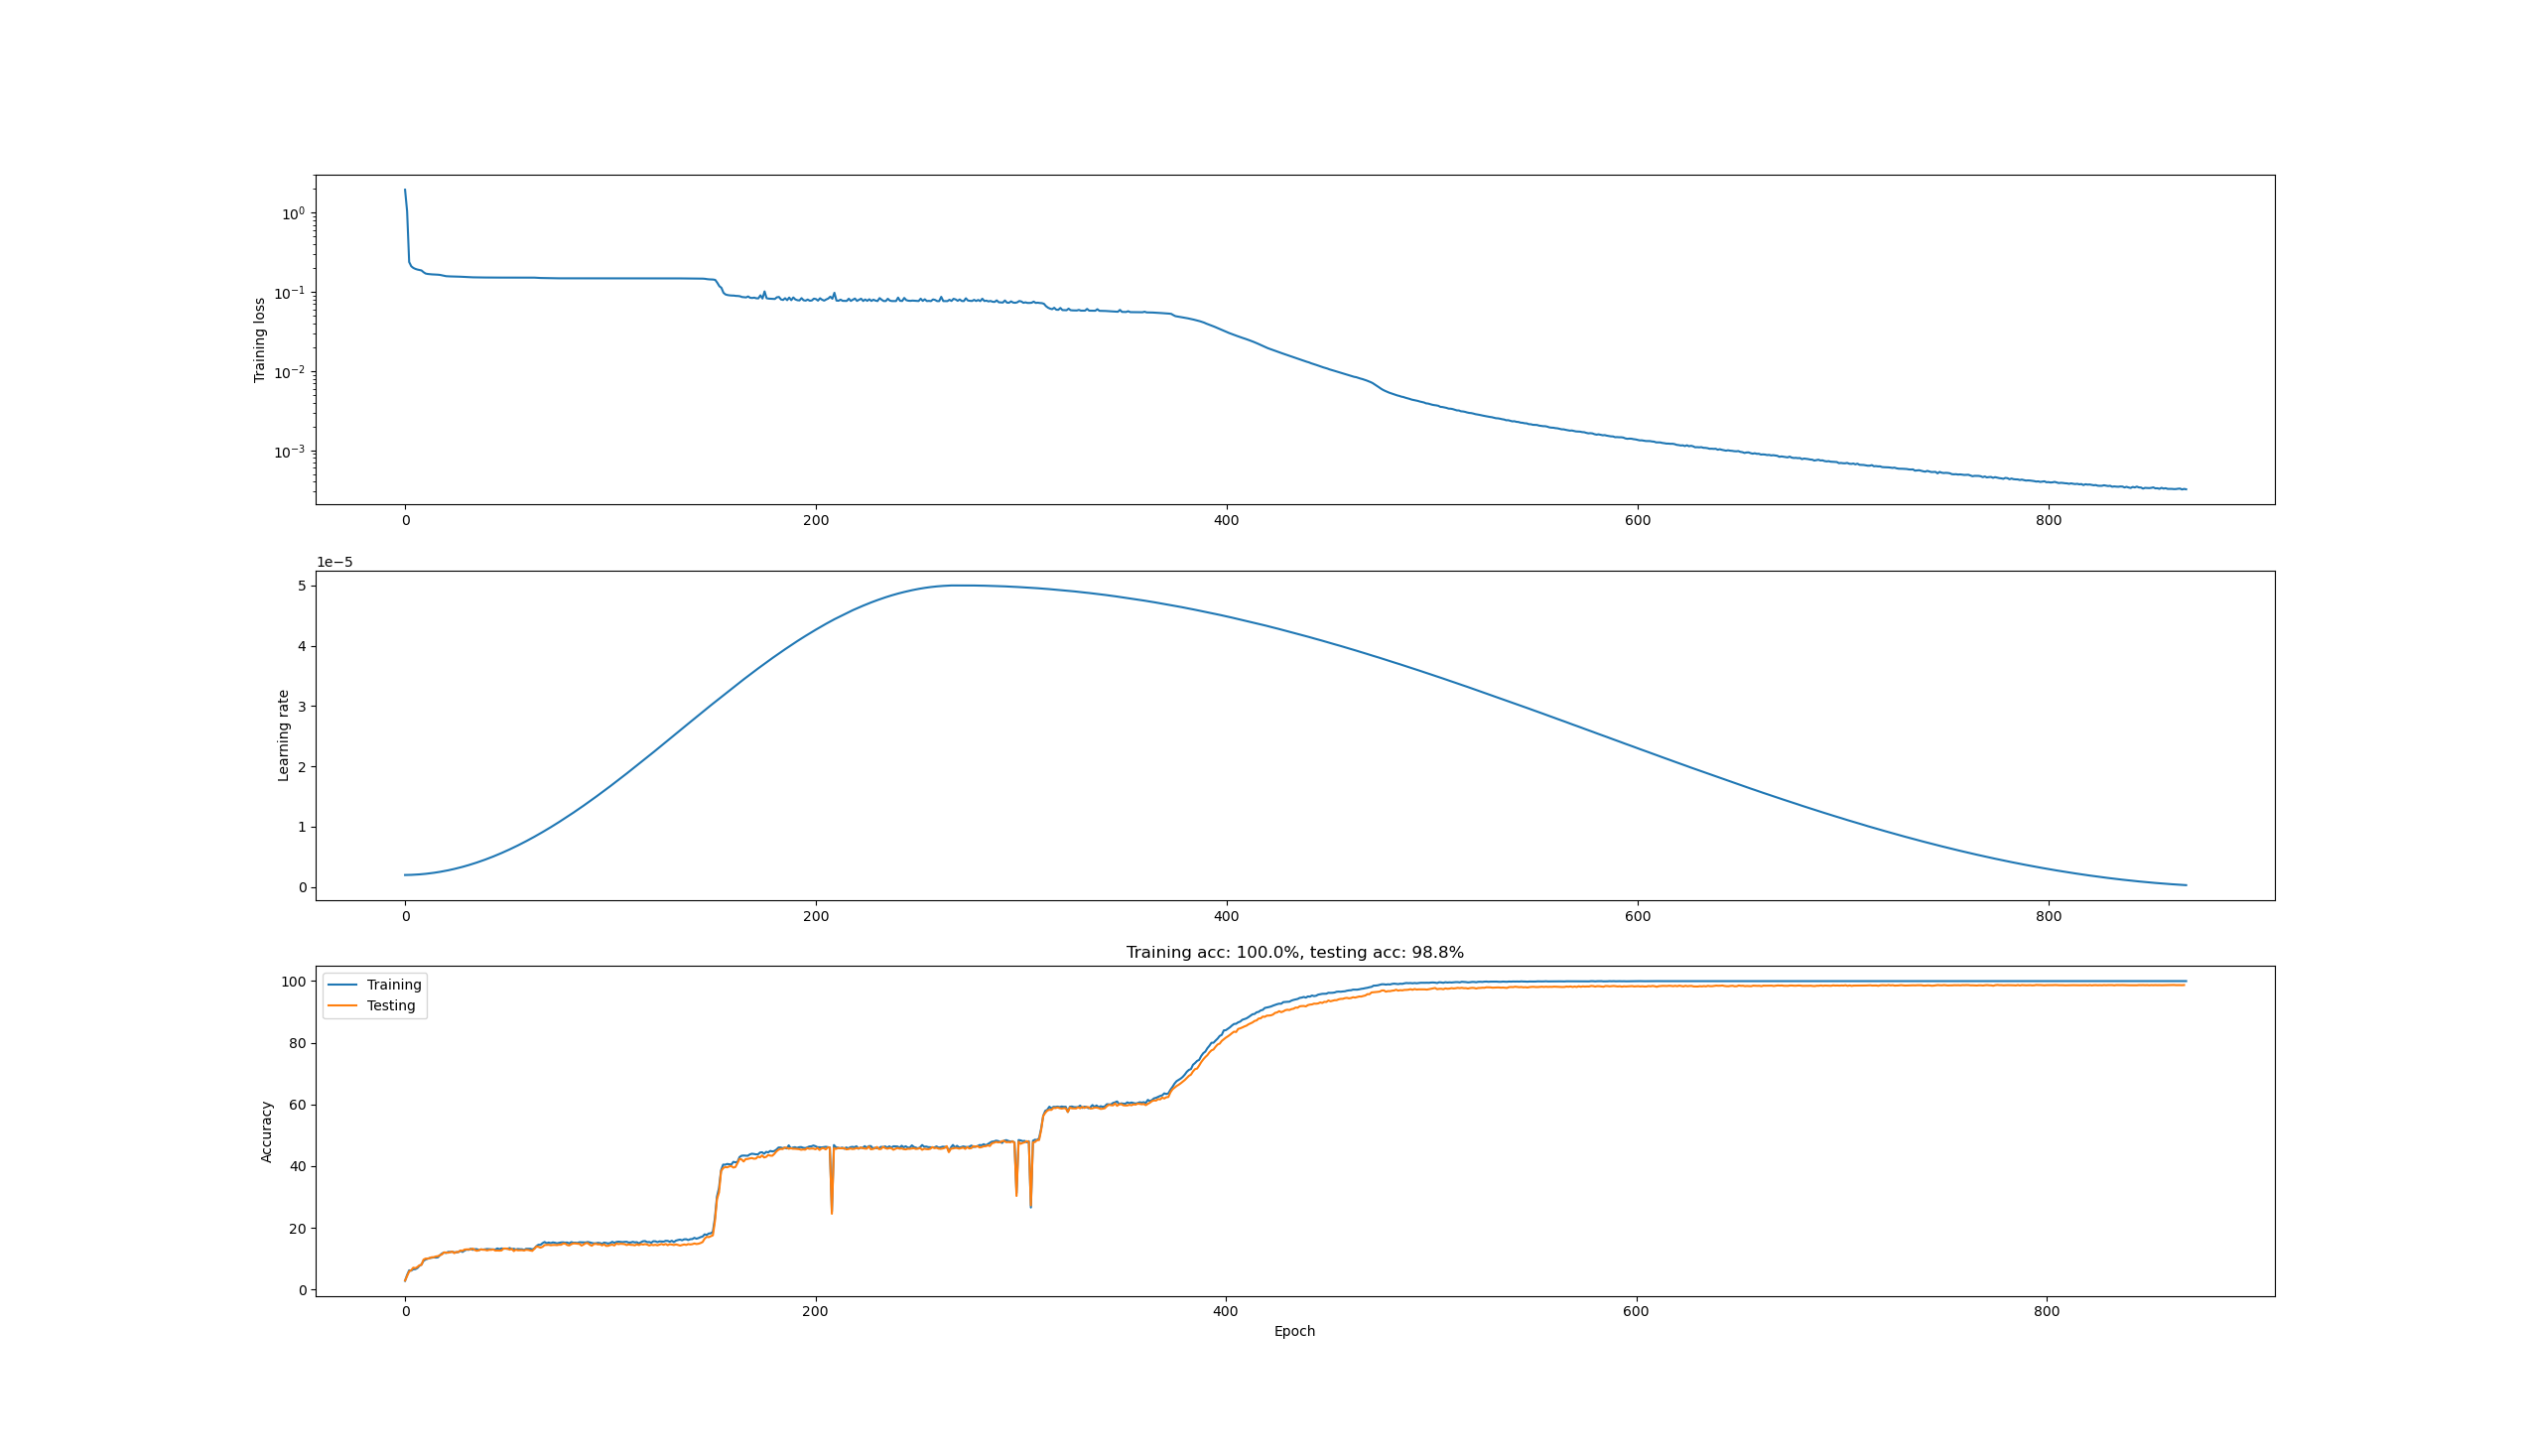 10⁰
10⁻¹
10⁻²
10⁻³
Training loss
0 200 400 600 800
1e−5
5
4
3
2
1
0
Learning rate
0 200 400 600 800
Training acc: 100.0%, testing acc: 98.8%
Training
Testing
100
80
60
40
20
0
Accuracy
0 200 400 600 800
Epoch